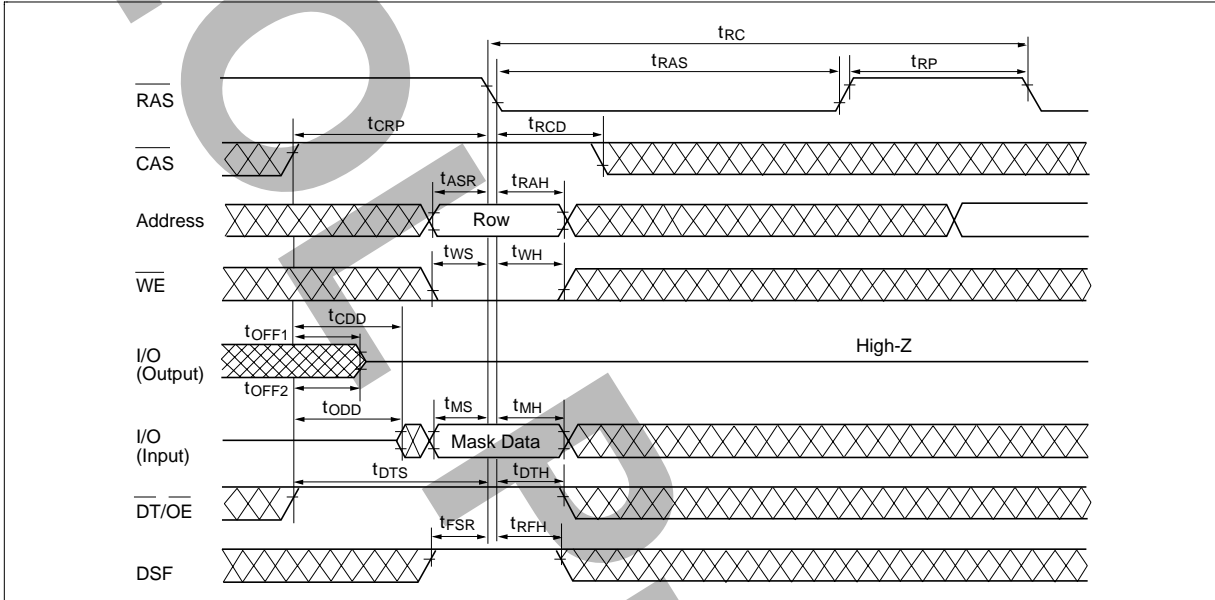 tRC
tRAS
tRP
RAS
tCRP
tRCD
CAS
tASR
tRAH
Address
Row
tWS
tWH
WE
tCDD
tOFF1
I/O
(Output)
High-Z
tOFF2
tODD
tMS
tMH
I/O
(Input)
Mask Data
tDTS
tDTH
DT/OE
tFSR
tRFH
DSF